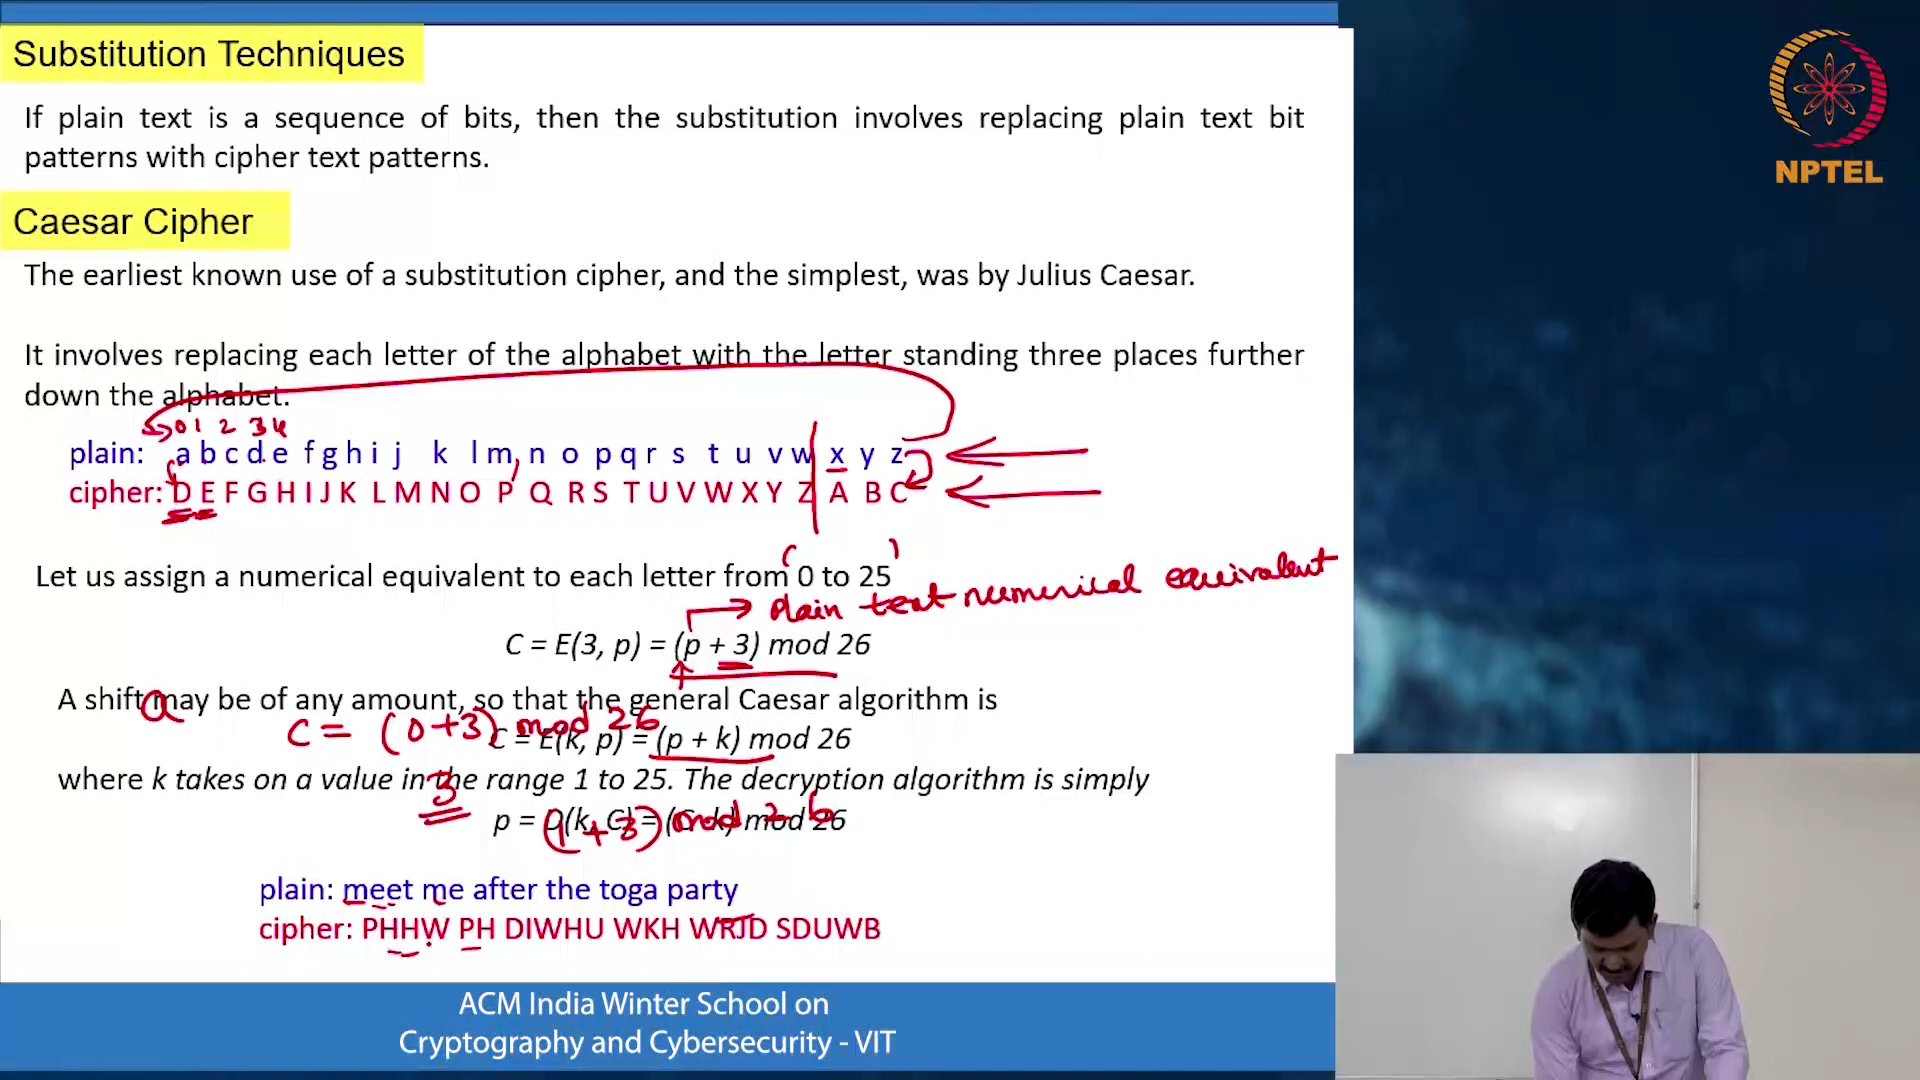 Substitution Techniques
NPTEL
If plain text is a sequence of bits, then the substitution involves replacing plain text bit
patterns with cipher text patterns.
Caesar Cipher
The earliest known use of a substitution cipher, and the simplest, was by Julius Caesar.
It involves replacing each letter of the alphabet with the letter standing three places further
down the alphabet.
0 1 2 3 4
plain: a b c d e f g h i j k l m n o p q r s t u v w x y z
cipher: D E F G H I J K L M N O P Q R S T U V W X Y Z A B C
Let us assign a numerical equivalent to each letter from 0 to 25
plain text numerical equivalent
C = E(3, p) = (p + 3) mod 26
A shift may be of any amount, so that the general Caesar algorithm is
a
C = (0+3) mod 26
C = E(k, p) = (p + k) mod 26
where k takes on a value in the range 1 to 25. The decryption algorithm is simply
3
p = D(k, C) = (C - k) mod 26
(1 + 3) mod 26
plain: meet me after the toga party
cipher: PHHW PH DIWHU WKH WRJD SDUWB
ACM India Winter School on
Cryptography and Cybersecurity - VIT